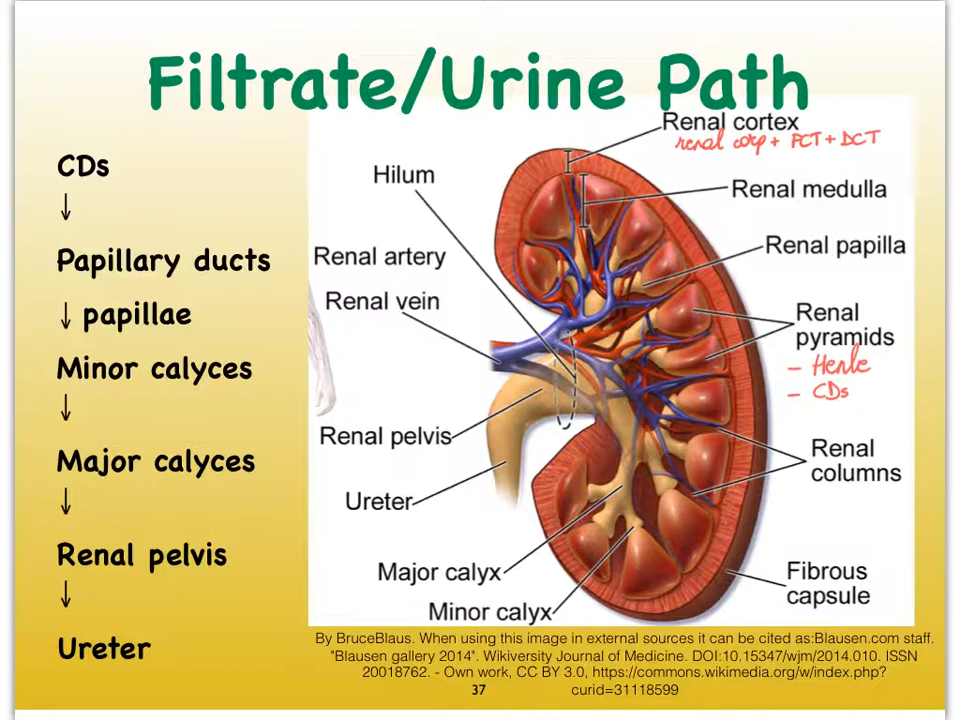 Filtrate/Urine Path
CDs
↓
Papillary ducts
↓ papillae
Minor calyces
↓
Major calyces
↓
Renal pelvis
↓
Ureter
Renal cortex
renal corp + PCT + DCT
Hilum
Renal medulla
Renal artery
Renal papilla
Renal vein
Renal
pyramids
- Henle
- CDs
Renal pelvis
Renal
columns
Ureter
Major calyx
Fibrous
capsule
Minor calyx
By BruceBlaus. When using this image in external sources it can be cited as:Blausen.com staff.
"Blausen gallery 2014". Wikiversity Journal of Medicine. DOI:10.15347/wjm/2014.010. ISSN
20018762. - Own work, CC BY 3.0, https://commons.wikimedia.org/w/index.php?
37 curid=31118599